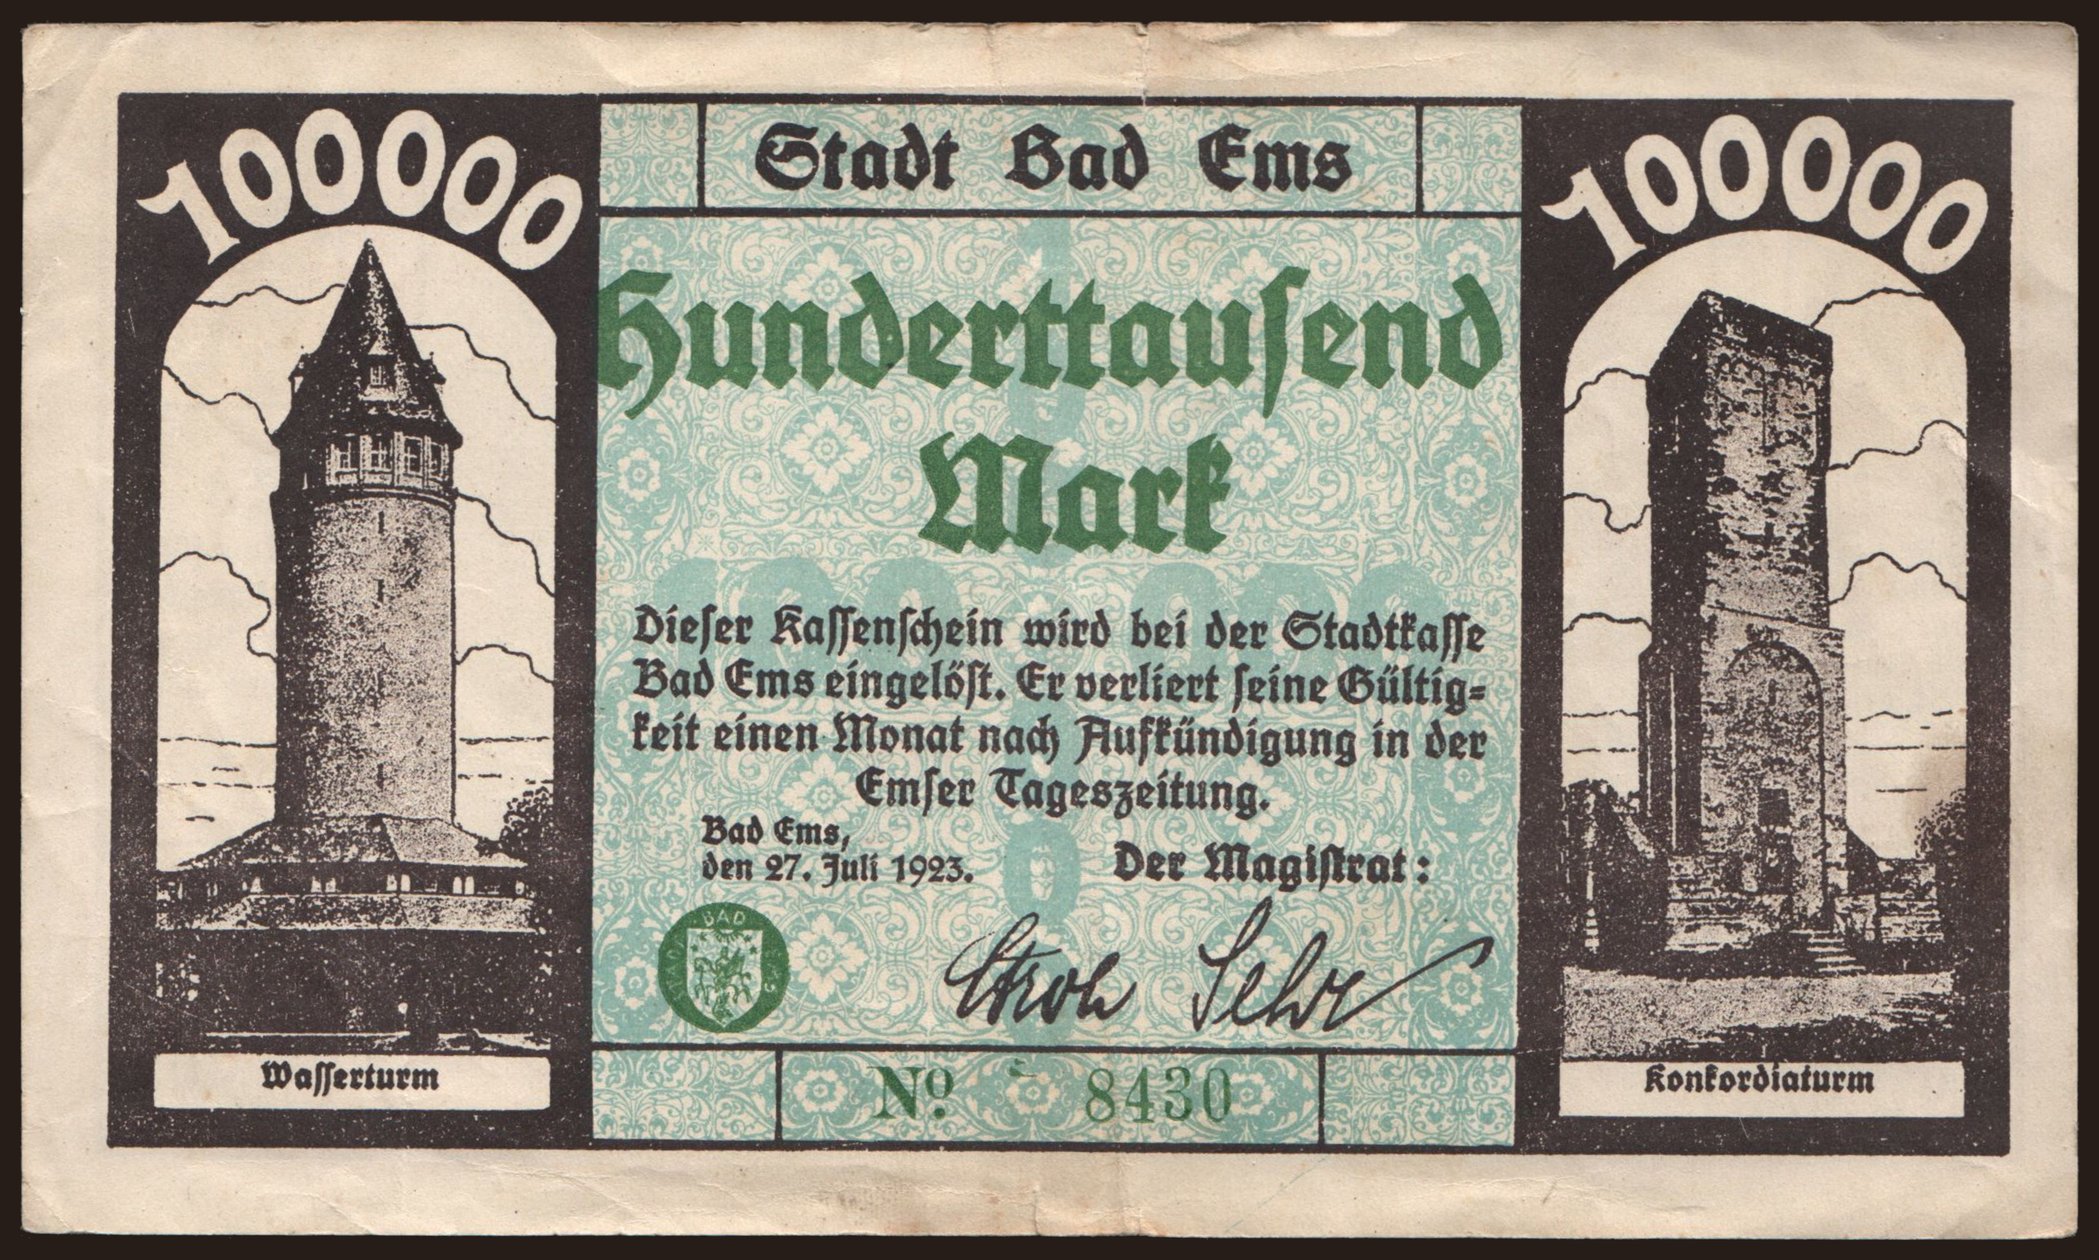 100000
100000
Stadt Bad Ems
Hunderttausend
Mark
Dieser Kassenschein wird bei der Stadtkasse
Bad Ems eingelöst. Er verliert seine Gültig=
keit einen Monat nach Aufkündigung in der
Emser Tageszeitung.
Bad Ems,
den 27. Juli 1923.
Der Magistrat:
BAD
Stroh
No. 8430
Wasserturm
Konkordiaturm